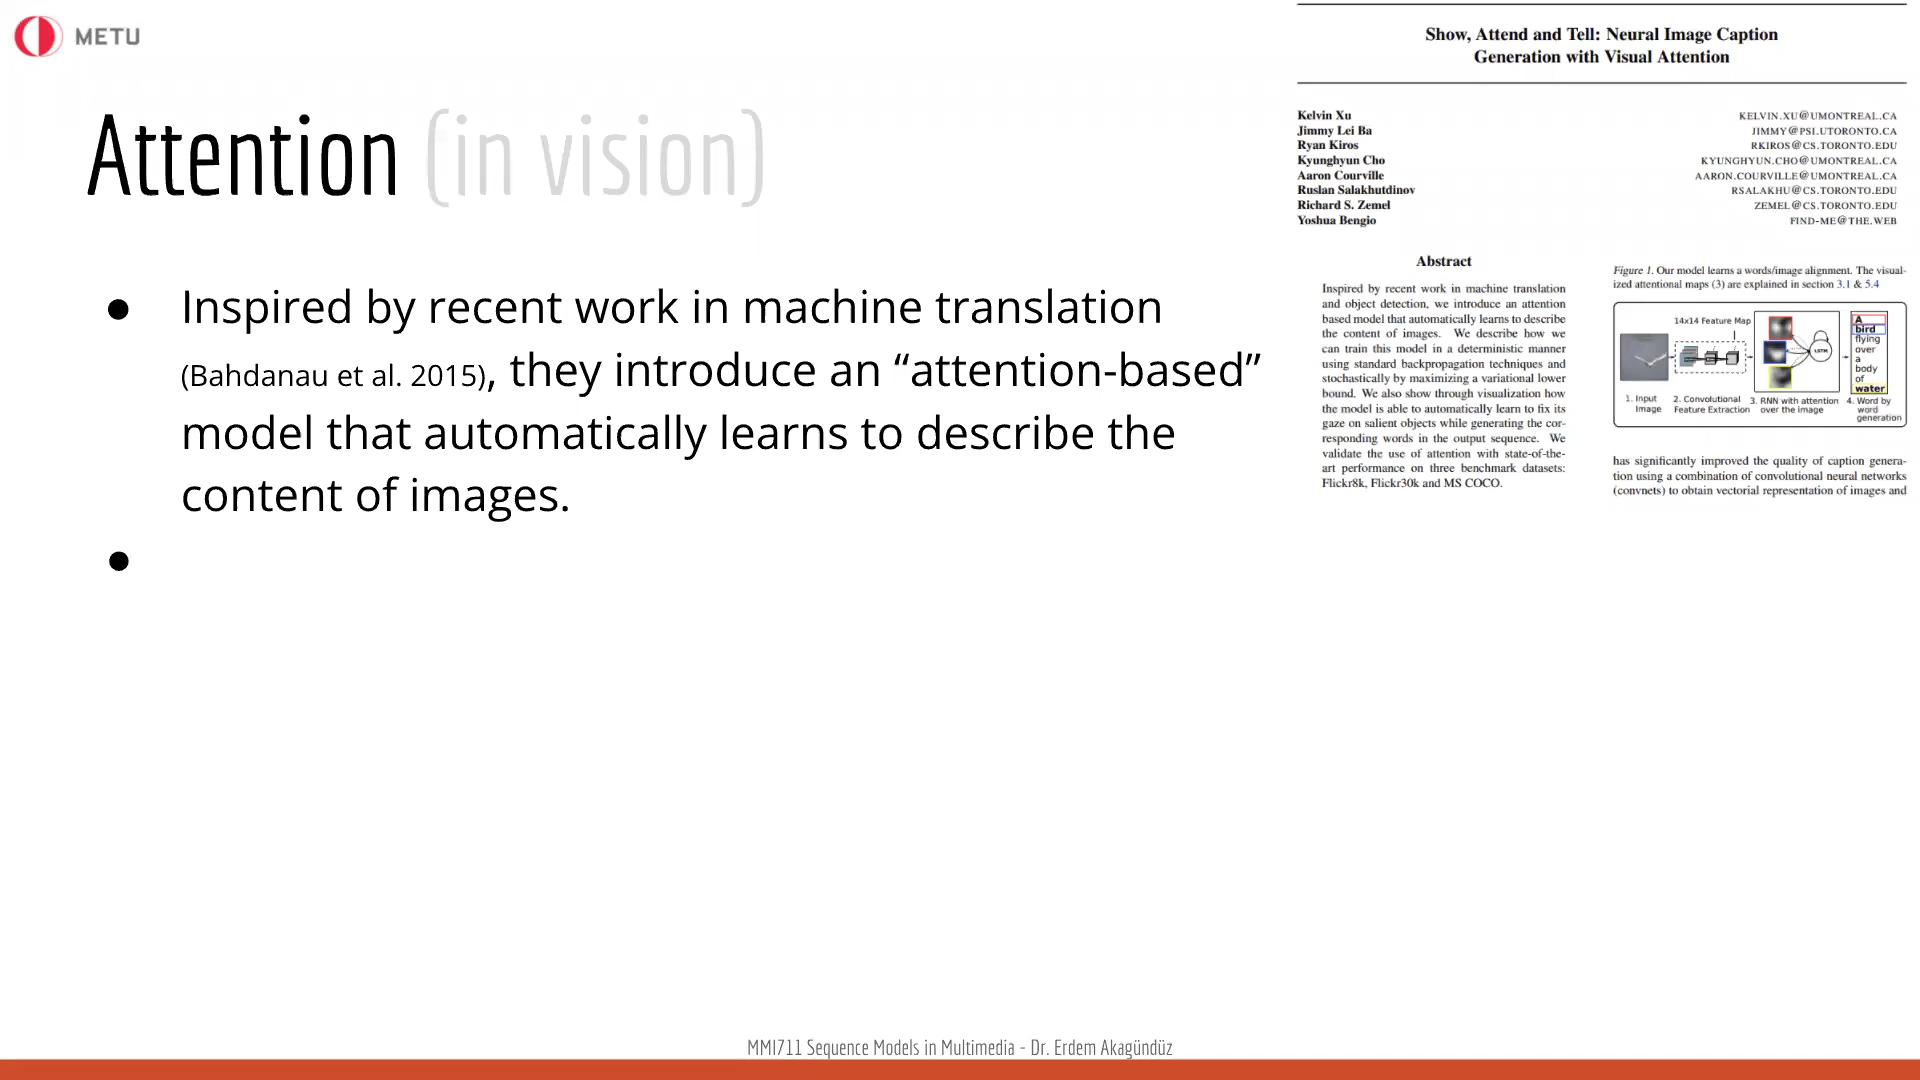 METU
Attention (in vision)
● Inspired by recent work in machine translation
(Bahdanau et al. 2015), they introduce an “attention-based”
model that automatically learns to describe the
content of images.
●
Show, Attend and Tell: Neural Image Caption
Generation with Visual Attention
Kelvin Xu KELVIN.XU@UMONTREAL.CA
Jimmy Lei Ba JIMMY@PSI.UTORONTO.CA
Ryan Kiros RKIROS@CS.TORONTO.EDU
Kyunghyun Cho KYUNGHYUN.CHO@UMONTREAL.CA
Aaron Courville AARON.COURVILLE@UMONTREAL.CA
Ruslan Salakhutdinov RSALAKHU@CS.TORONTO.EDU
Richard S. Zemel ZEMEL@CS.TORONTO.EDU
Yoshua Bengio FIND-ME@THE.WEB
Abstract
Inspired by recent work in machine translation
and object detection, we introduce an attention
based model that automatically learns to describe
the content of images. We describe how we
can train this model in a deterministic manner
using standard backpropagation techniques and
stochastically by maximizing a variational lower
bound. We also show through visualization how
the model is able to automatically learn to fix its
gaze on salient objects while generating the cor-
responding words in the output sequence. We
validate the use of attention with state-of-the-
art performance on three benchmark datasets:
Flickr8k, Flickr30k and MS COCO.
Figure 1. Our model learns a words/image alignment. The visual-
ized attentional maps (3) are explained in section 3.1 & 5.4
14x14 Feature Map
LSTM
A
bird
flying
over
a
body
of
water
1. Input
Image
2. Convolutional
Feature Extraction
3. RNN with attention
over the image
4. Word by
word
generation
has significantly improved the quality of caption genera-
tion using a combination of convolutional neural networks
(convnets) to obtain vectorial representation of images and
MMI711 Sequence Models in Multimedia - Dr. Erdem Akagündüz